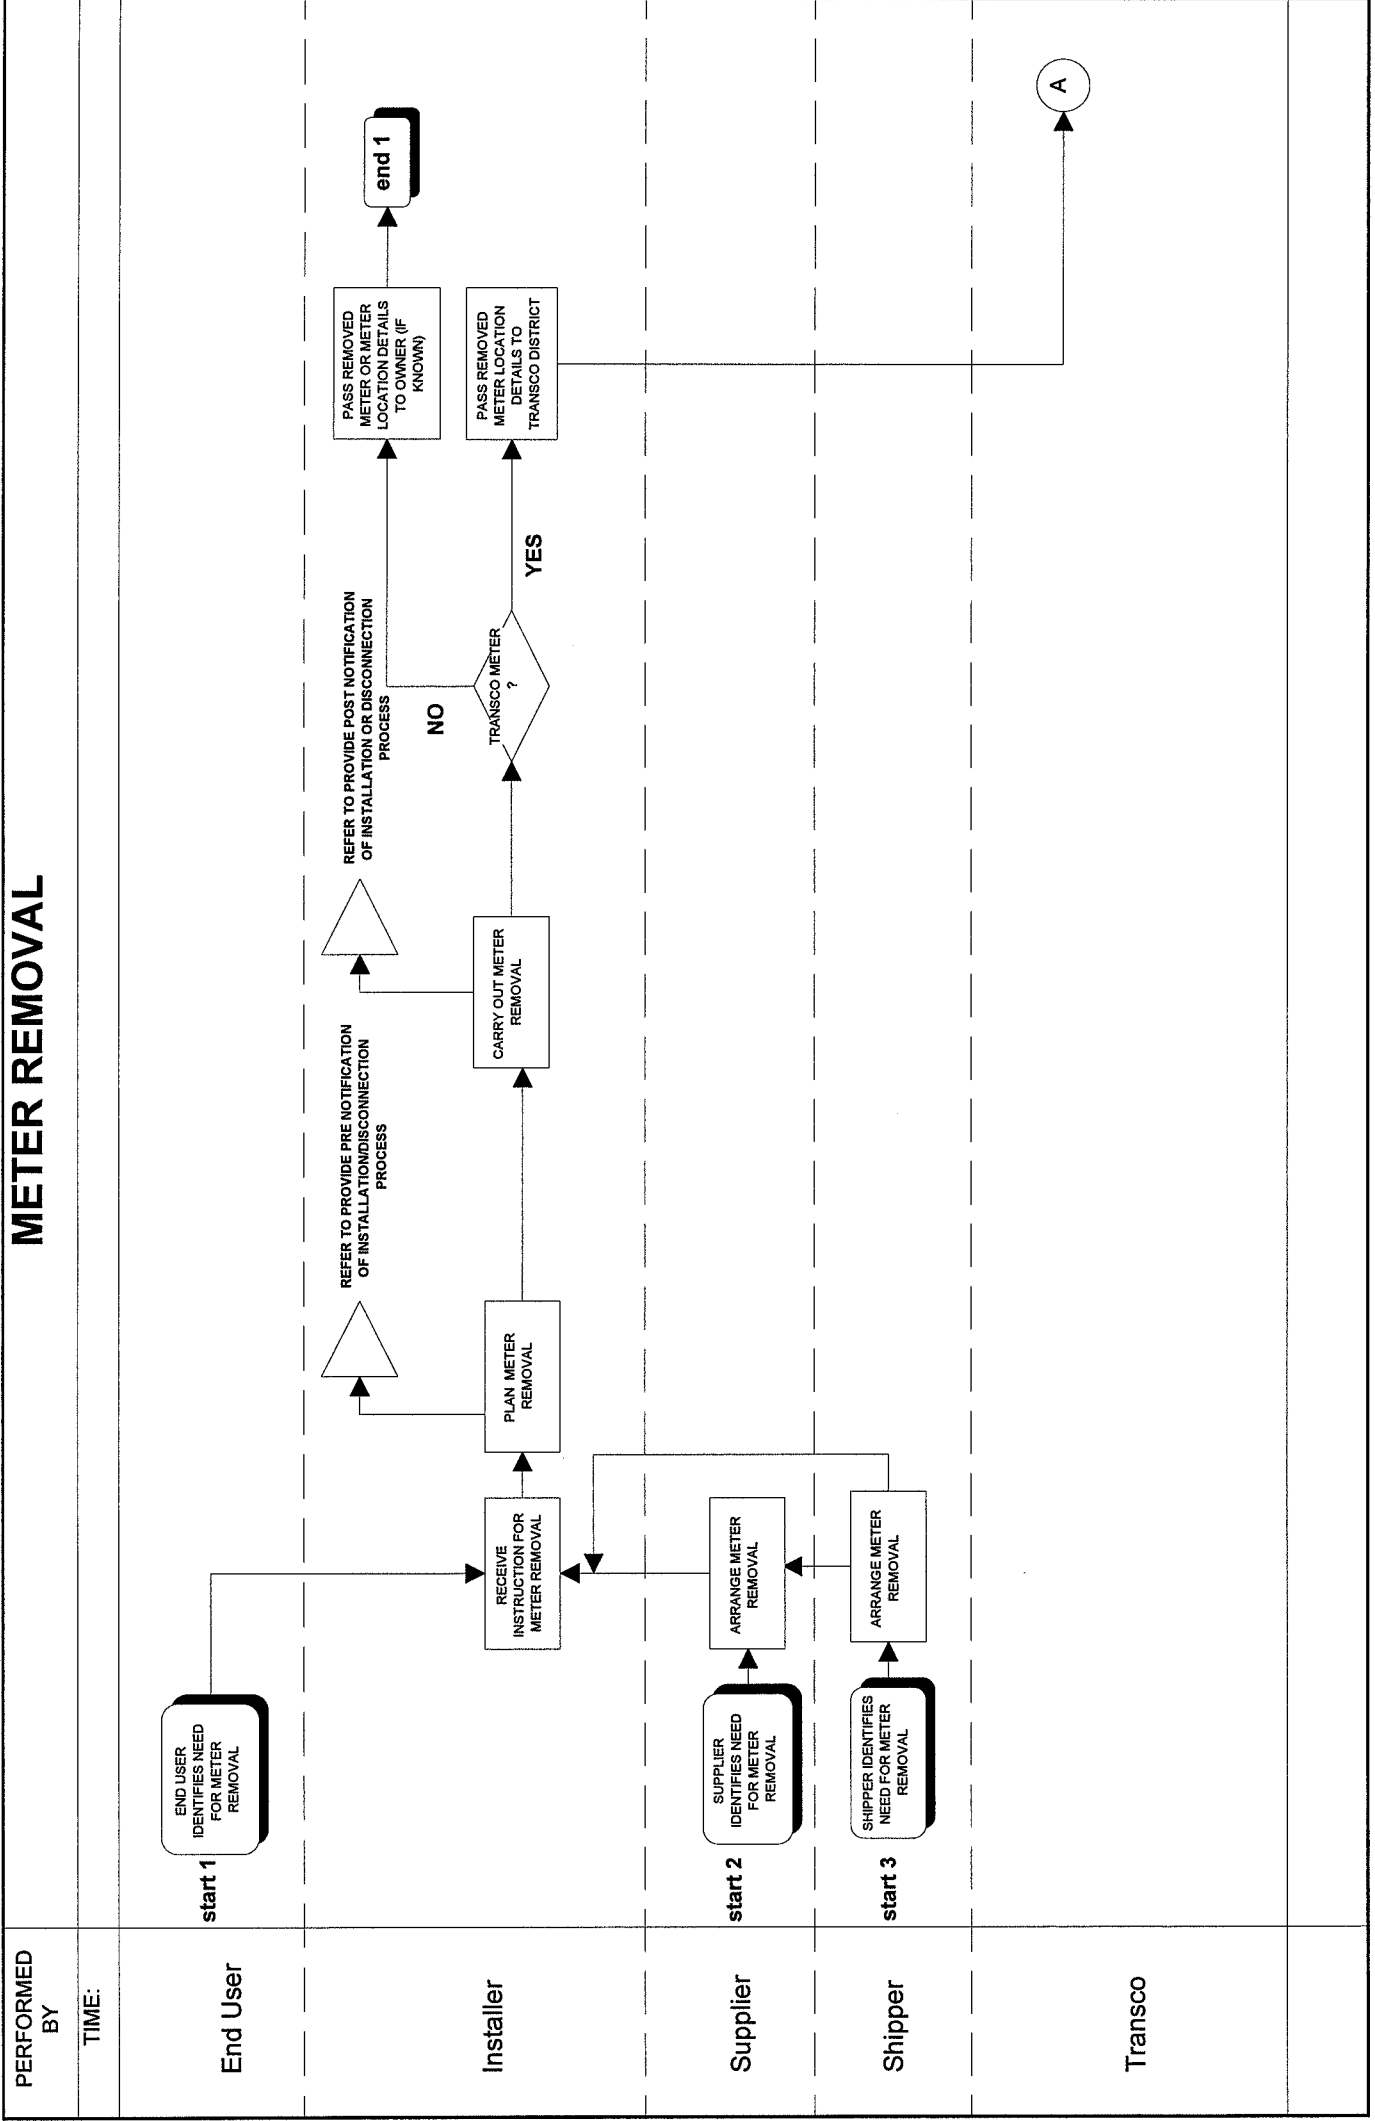 METER REMOVAL
PERFORMED
BY
TIME:
End User
start 1
END USER
IDENTIFIES NEED
FOR METER
REMOVAL
Installer
RECEIVE
INSTRUCTION FOR
METER REMOVAL
PLAN METER
REMOVAL
REFER TO PROVIDE PRE NOTIFICATION
OF INSTALLATION/DISCONNECTION
PROCESS
CARRY OUT METER
REMOVAL
REFER TO PROVIDE POST NOTIFICATION
OF INSTALLATION OR DISCONNECTION
PROCESS
TRANSCO METER
?
NO
YES
PASS REMOVED
METER OR METER
LOCATION DETAILS
TO OWNER (IF
KNOWN)
end 1
PASS REMOVED
METER LOCATION
DETAILS TO
TRANSCO DISTRICT
Supplier
start 2
SUPPLIER
IDENTIFIES NEED
FOR METER
REMOVAL
ARRANGE METER
REMOVAL
Shipper
start 3
SHIPPER IDENTIFIES
NEED FOR METER
REMOVAL
ARRANGE METER
REMOVAL
Transco
A